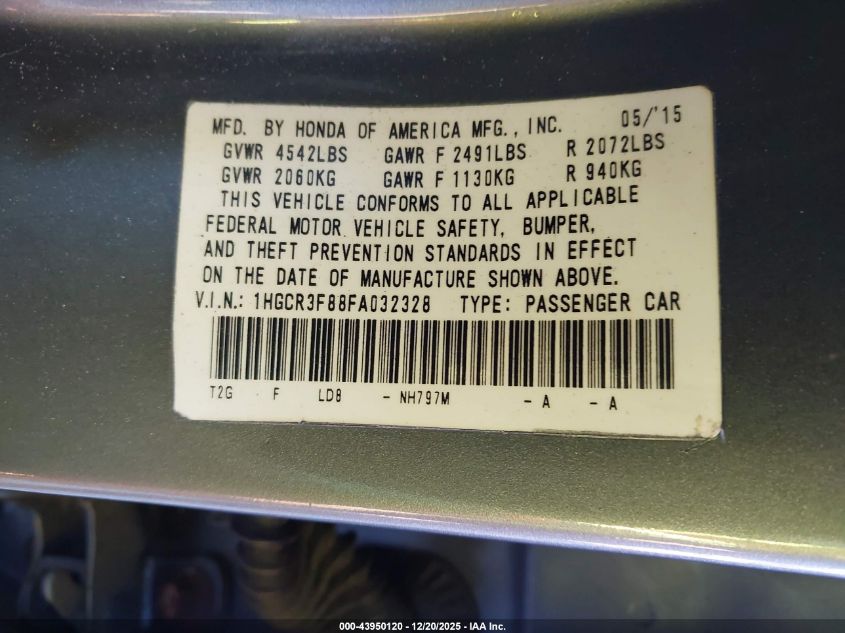 MFD. BY HONDA OF AMERICA MFG., INC. 05/'15
GVWR 4542LBS GAWR F 2491LBS R 2072LBS
GVWR 2060KG GAWR F 1130KG R 940KG
THIS VEHICLE CONFORMS TO ALL APPLICABLE
FEDERAL MOTOR VEHICLE SAFETY, BUMPER,
AND THEFT PREVENTION STANDARDS IN EFFECT
ON THE DATE OF MANUFACTURE SHOWN ABOVE.
V.I.N.: 1HGCR3F88FA032328 TYPE: PASSENGER CAR
T2G F LD8 - NH797M - A - A
000-43950120 - 12/20/2025 - IAA Inc.